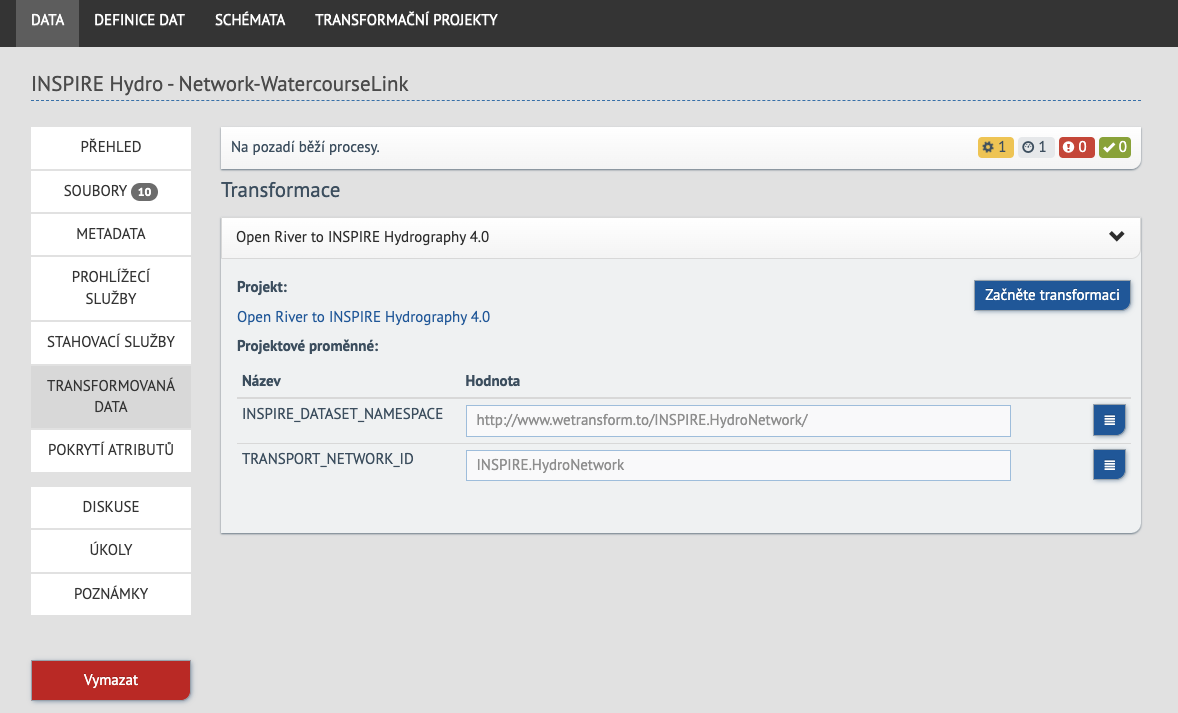 DATA DEFINICE DAT SCHÉMATA TRANSFORMAČNÍ PROJEKTY
INSPIRE Hydro - Network-WatercourseLink
PŘEHLED
SOUBORY 10
METADATA
PROHLÍŽECÍ
SLUŽBY
STAHOVACÍ SLUŽBY
TRANSFORMOVANÁ
DATA
POKRYTÍ ATRIBUTŮ
DISKUSE
ÚKOLY
POZNÁMKY
Vymazat
Na pozadí běží procesy. 1 1 0 0
Transformace
Open River to INSPIRE Hydrography 4.0
Projekt:
Začněte transformaci
Open River to INSPIRE Hydrography 4.0
Projektové proměnné:
Název Hodnota
INSPIRE_DATASET_NAMESPACE http://www.wetransform.to/INSPIRE.HydroNetwork/
TRANSPORT_NETWORK_ID INSPIRE.HydroNetwork